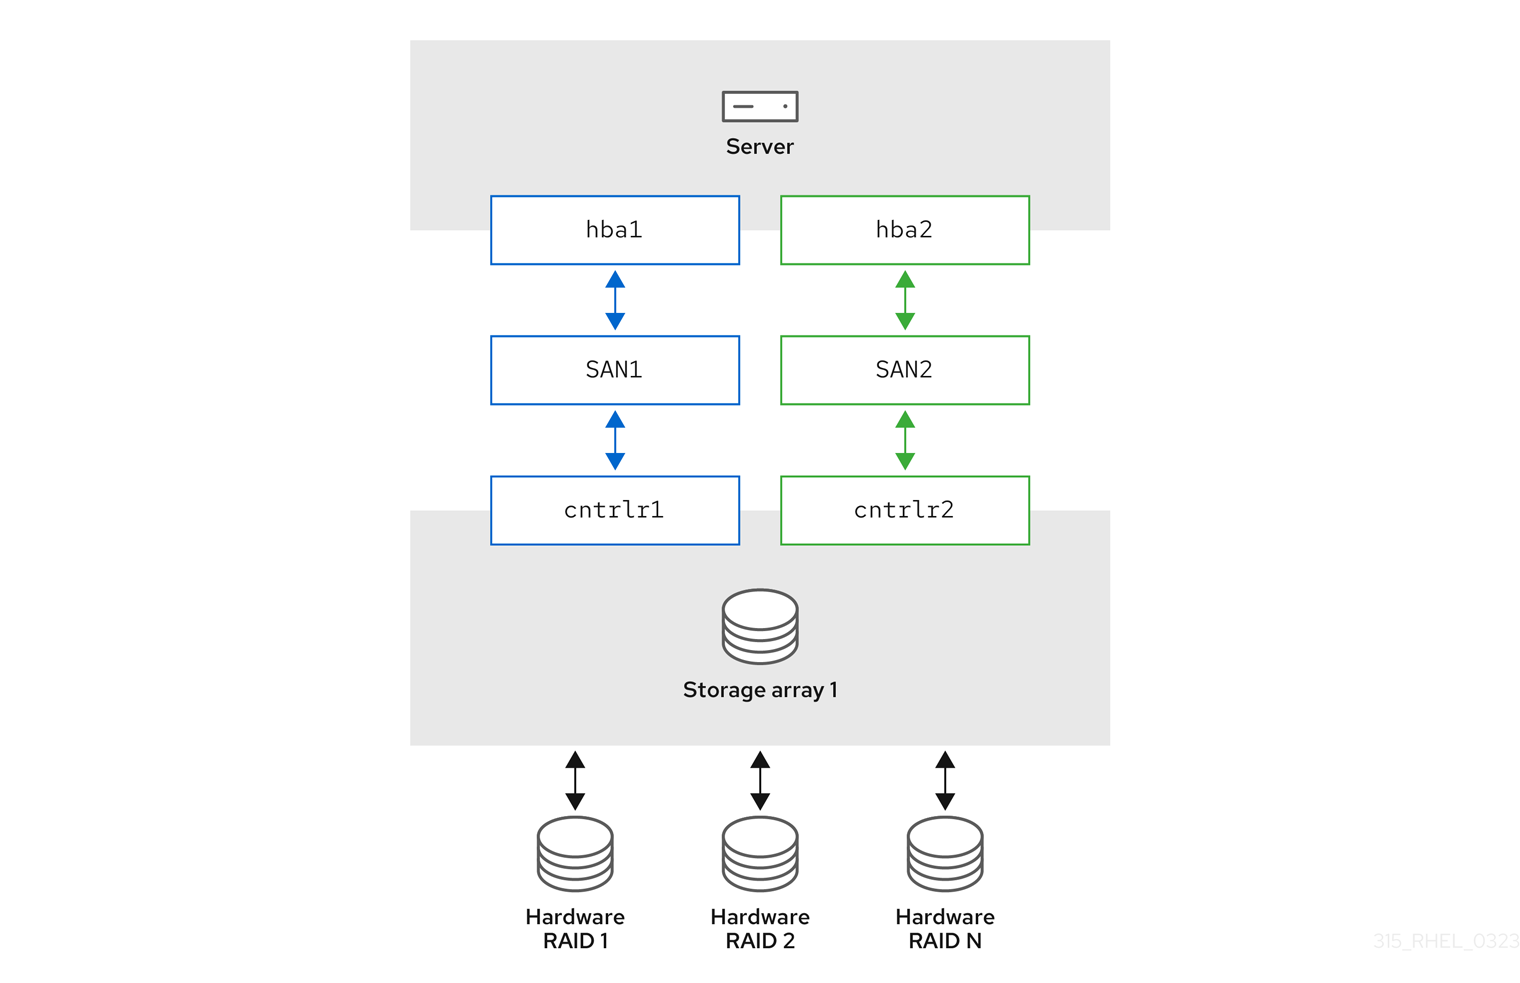 Server
hba1
hba2
SAN1
SAN2
cntrlr1
cntrlr2
Storage array 1
Hardware
RAID 1
Hardware
RAID 2
Hardware
RAID N
315_RHEL_0323